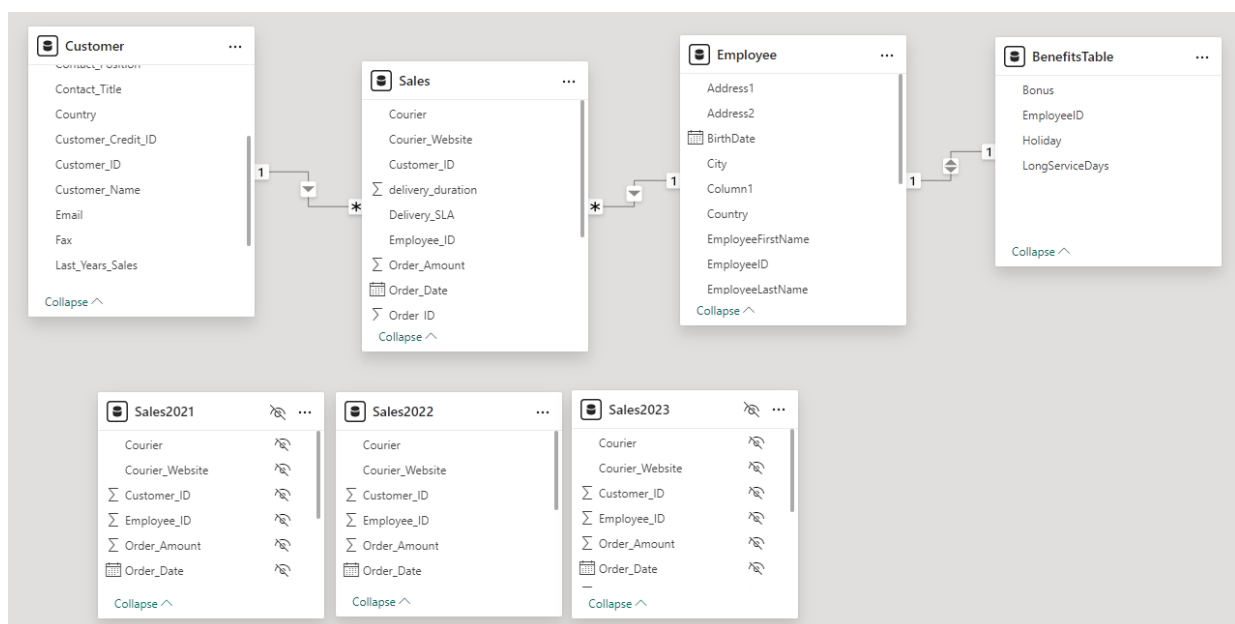 Customer
Contact_Position
Contact_Title
Country
Customer_Credit_ID
Customer_ID
Customer_Name
Email
Fax
Last_Years_Sales
Collapse
1
*
Sales
Courier
Courier_Website
Customer_ID
delivery_duration
Delivery_SLA
Employee_ID
Order_Amount
Order_Date
Order ID
Collapse
*
1
Employee
Address1
Address2
BirthDate
City
Column1
Country
EmployeeFirstName
EmployeeID
EmployeeLastName
Collapse
1
1
BenefitsTable
Bonus
EmployeeID
Holiday
LongServiceDays
Collapse
Sales2021
Courier
Courier_Website
Customer_ID
Employee_ID
Order_Amount
Order_Date
Collapse
Sales2022
Courier
Courier_Website
Customer_ID
Employee_ID
Order_Amount
Order_Date
Collapse
Sales2023
Courier
Courier_Website
Customer_ID
Employee_ID
Order_Amount
Order_Date
Collapse